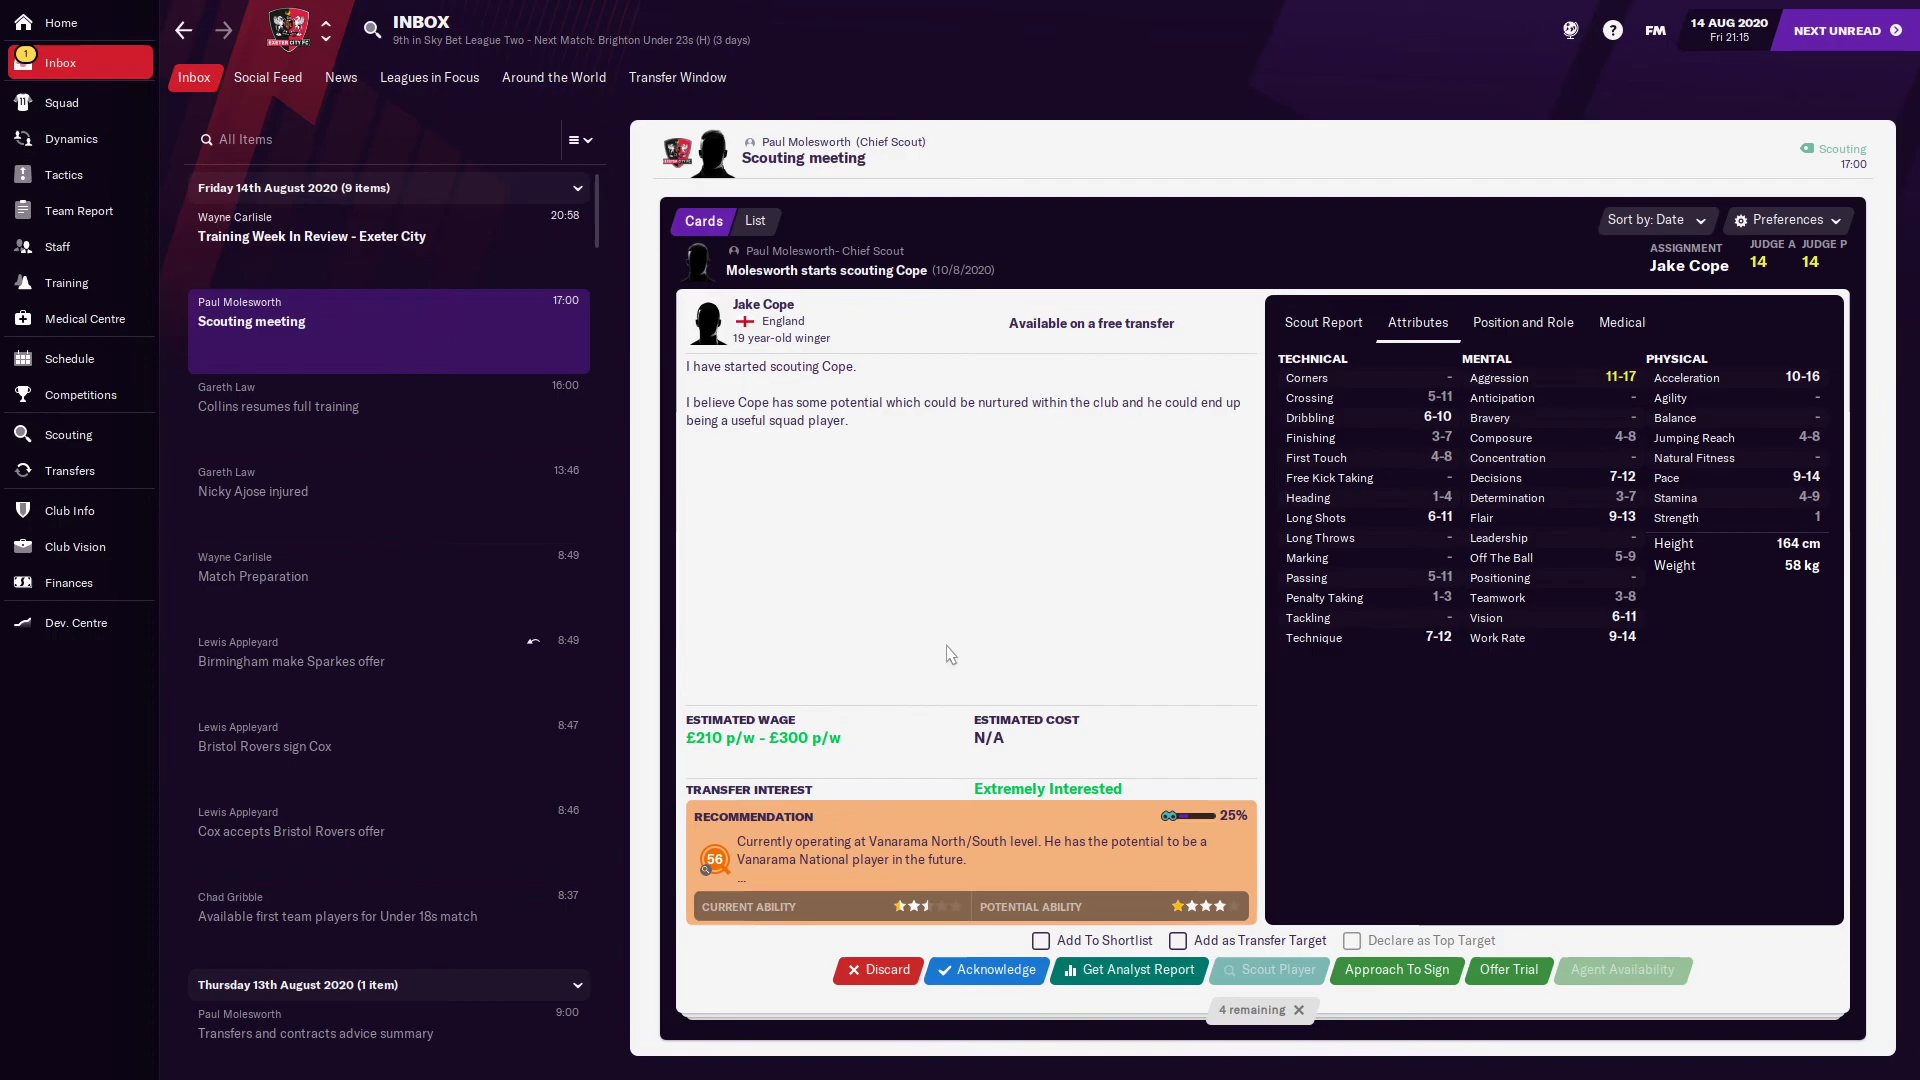 Home
1
Inbox
Squad
Dynamics
Tactics
Team Report
Staff
Training
Medical Centre
Schedule
Competitions
Scouting
Transfers
Club Info
Club Vision
Finances
Dev. Centre
EXETER CITY FC
INBOX
9th in Sky Bet League Two - Next Match: Brighton Under 23s (H) (3 days)
? FM
14 AUG 2020
Fri 21:15
NEXT UNREAD
Inbox Social Feed News Leagues in Focus Around the World Transfer Window
All Items
Friday 14th August 2020 (9 items)
Wayne Carlisle 20:58
Training Week In Review - Exeter City
Paul Molesworth 17:00
Scouting meeting
Gareth Law 16:00
Collins resumes full training
Gareth Law 13:46
Nicky Ajose injured
Wayne Carlisle 8:49
Match Preparation
Lewis Appleyard 8:49
Birmingham make Sparkes offer
Lewis Appleyard 8:47
Bristol Rovers sign Cox
Lewis Appleyard 8:46
Cox accepts Bristol Rovers offer
Chad Gribble 8:37
Available first team players for Under 18s match
Thursday 13th August 2020 (1 item)
Paul Molesworth 9:00
Transfers and contracts advice summary
Paul Molesworth (Chief Scout)
Scouting meeting
Scouting
17:00
Cards List
Sort by: Date Preferences
Paul Molesworth- Chief Scout
Molesworth starts scouting Cope (10/8/2020)
ASSIGNMENT JUDGE A JUDGE P
Jake Cope 14 14
Jake Cope
England
19 year-old winger
Available on a free transfer
I have started scouting Cope.
I believe Cope has some potential which could be nurtured within the club and he could end up
being a useful squad player.
ESTIMATED WAGE ESTIMATED COST
£210 p/w - £300 p/w N/A
TRANSFER INTEREST Extremely Interested
RECOMMENDATION 25%
56
Currently operating at Vanarama North/South level. He has the potential to be a
Vanarama National player in the future.
...
CURRENT ABILITY POTENTIAL ABILITY
Scout Report Attributes Position and Role Medical
TECHNICAL MENTAL PHYSICAL
Corners - Aggression 11-17 Acceleration 10-16
Crossing 5-11 Anticipation - Agility -
Dribbling 6-10 Bravery - Balance -
Finishing 3-7 Composure 4-8 Jumping Reach 4-8
First Touch 4-8 Concentration - Natural Fitness -
Free Kick Taking - Decisions 7-12 Pace 9-14
Heading 1-4 Determination 3-7 Stamina 4-9
Long Shots 6-11 Flair 9-13 Strength 1
Long Throws - Leadership - Height 164 cm
Marking - Off The Ball 5-9 Weight 58 kg
Passing 5-11 Positioning -
Penalty Taking 1-3 Teamwork 3-8
Tackling - Vision 6-11
Technique 7-12 Work Rate 9-14
Add To Shortlist Add as Transfer Target Declare as Top Target
Discard Acknowledge Get Analyst Report Scout Player Approach To Sign Offer Trial Agent Availability
4 remaining